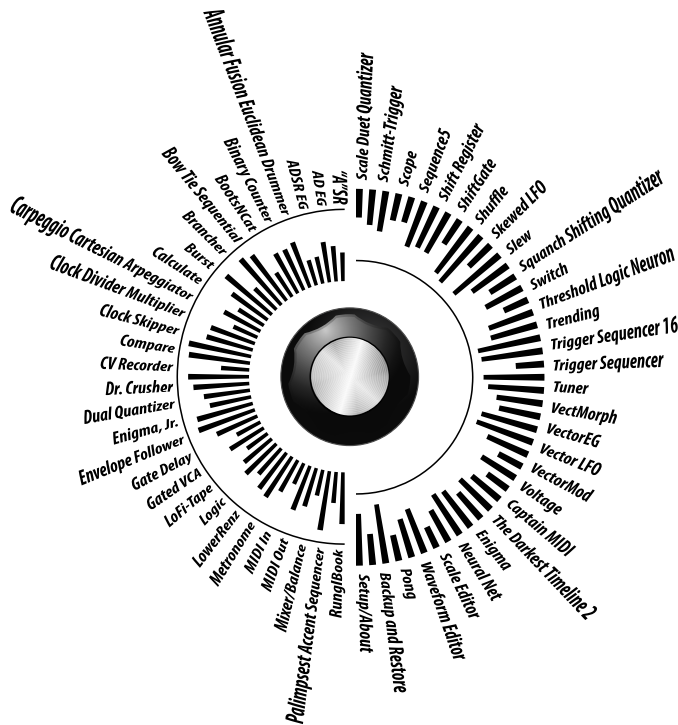 "A"SR
AD EG
ADSR EG
Annular Fusion Euclidean Drummer
Binary Counter
BootsNCat
Bow Tie Sequential
Brancher
Burst
Calculate
Carpeggio Cartesian Arpeggiator
Clock Divider Multiplier
Clock Skipper
Compare
CV Recorder
Dr. Crusher
Dual Quantizer
Enigma, Jr.
Envelope Follower
Gate Delay
Gated VCA
LoFi-Tape
Logic
LowerRenz
Metronome
MIDI In
MIDI Out
Mixer/Balance
Palimpsest Accent Sequencer
RunglBook
Scale Duet Quantizer
Schmitt-Trigger
Scope
Sequence5
Shift Register
ShiftGate
Shuffle
Skewed LFO
Slew
Squanch Shifting Quantizer
Switch
Threshold Logic Neuron
Trending
Trigger Sequencer 16
Trigger Sequencer
Tuner
VectMorph
VectorEG
Vector LFO
VectorMod
Voltage
Captain MIDI
The Darkest Timeline 2
Enigma
Neural Net
Scale Editor
Waveform Editor
Pong
Backup and Restore
Setup/About